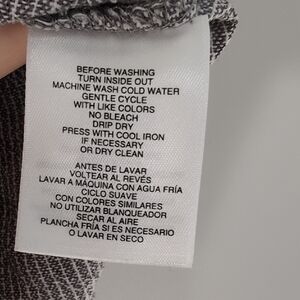 BEFORE WASHING
TURN INSIDE OUT
MACHINE WASH COLD WATER
GENTLE CYCLE
WITH LIKE COLORS
NO BLEACH
DRIP DRY
PRESS WITH COOL IRON
IF NECESSARY
OR DRY CLEAN
ANTES DE LAVAR
VOLTEAR AL REVÉS
LAVAR A MÁQUINA CON AGUA FRÍA
CICLO SUAVE
CON COLORES SIMILARES
NO UTILIZAR BLANQUEADOR
SECAR AL AIRE
PLANCHA FRÍA SI ES NECESARIO
O LAVAR EN SECO